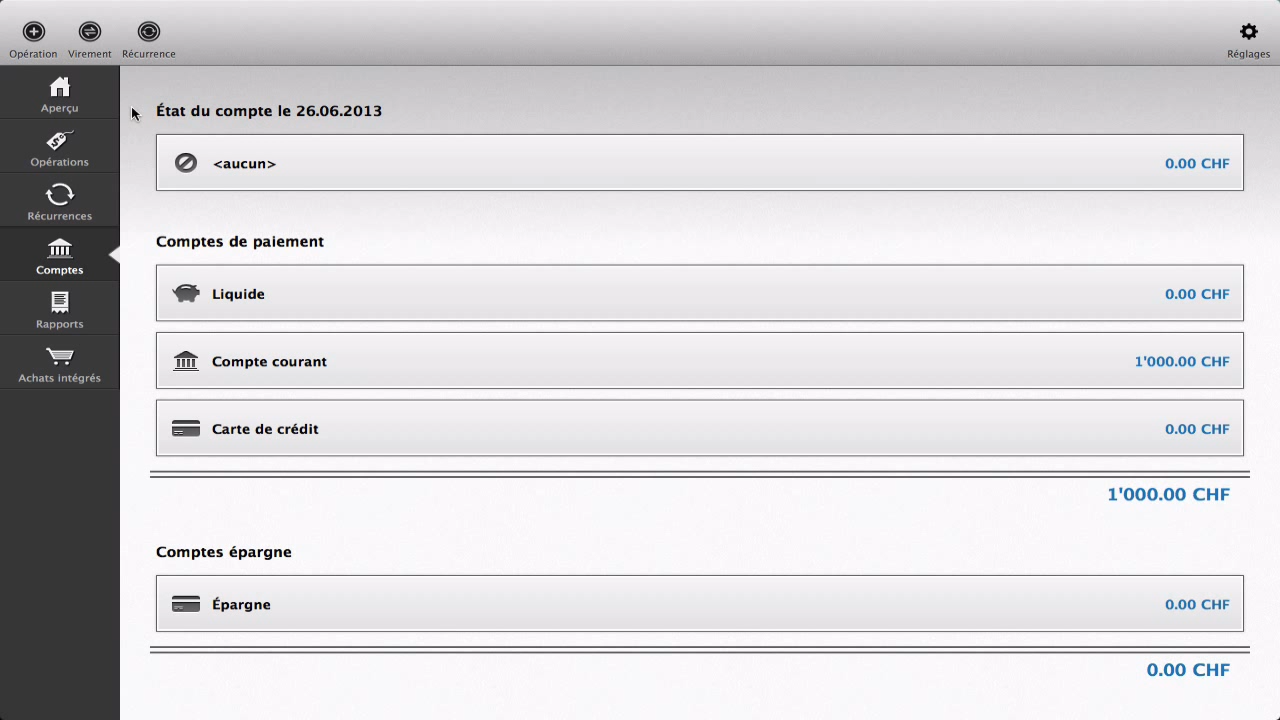 Opération Virement Récurrence Réglages
Aperçu
Opérations
Récurrences
Comptes
Rapports
Achats intégrés
État du compte le 26.06.2013
<aucun> 0.00 CHF
Comptes de paiement
Liquide 0.00 CHF
Compte courant 1'000.00 CHF
Carte de crédit 0.00 CHF
1'000.00 CHF
Comptes épargne
Épargne 0.00 CHF
0.00 CHF